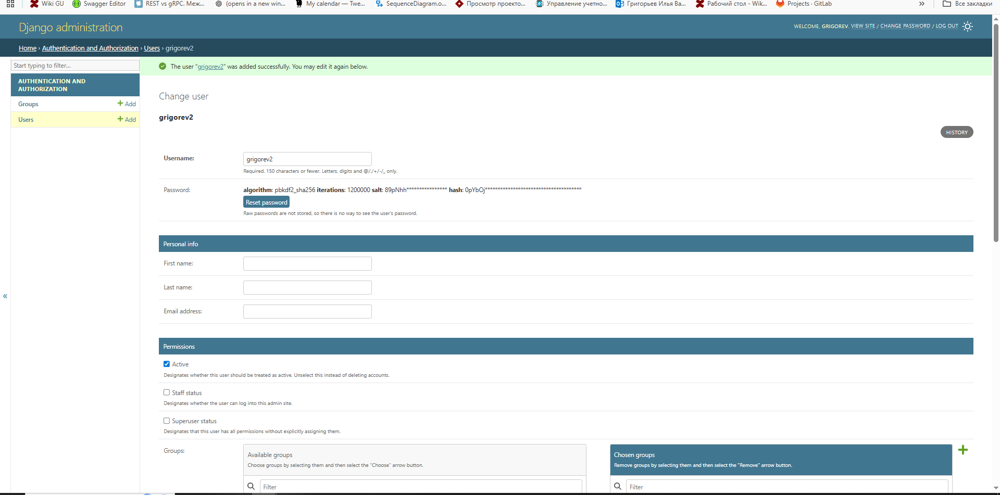 Wiki GU Swagger Editor REST vs gRPC. Меж... (opens in a new win... My calendar — Twe... SequenceDiagram.o... Просмотр проекто... Управление учетно... Григорьев Илья Ва... Рабочий стол - Wik... Projects · GitLab » Все закладки
Django administration
WELCOME, GRIGOREV. VIEW SITE / CHANGE PASSWORD / LOG OUT
Home › Authentication and Authorization › Users › grigorev2
Start typing to filter...
The user “grigorev2” was added successfully. You may edit it again below.
AUTHENTICATION AND
AUTHORIZATION
Groups + Add
Users + Add
«
Change user
grigorev2
HISTORY
Username: grigorev2
Required. 150 characters or fewer. Letters, digits and @/./+/-/_ only.
Password: algorithm: pbkdf2_sha256 iterations: 1200000 salt: 89pNhh**************** hash: 0pYbOj**************************************
Reset password
Raw passwords are not stored, so there is no way to see the user’s password.
Personal info
First name:
Last name:
Email address:
Permissions
Active
Designates whether this user should be treated as active. Unselect this instead of deleting accounts.
Staff status
Designates whether the user can log into this admin site.
Superuser status
Designates that this user has all permissions without explicitly assigning them.
Groups:
Available groups
Choose groups by selecting them and then select the "Choose" arrow button.
Filter
Chosen groups
Remove groups by selecting them and then select the "Remove" arrow button.
Filter